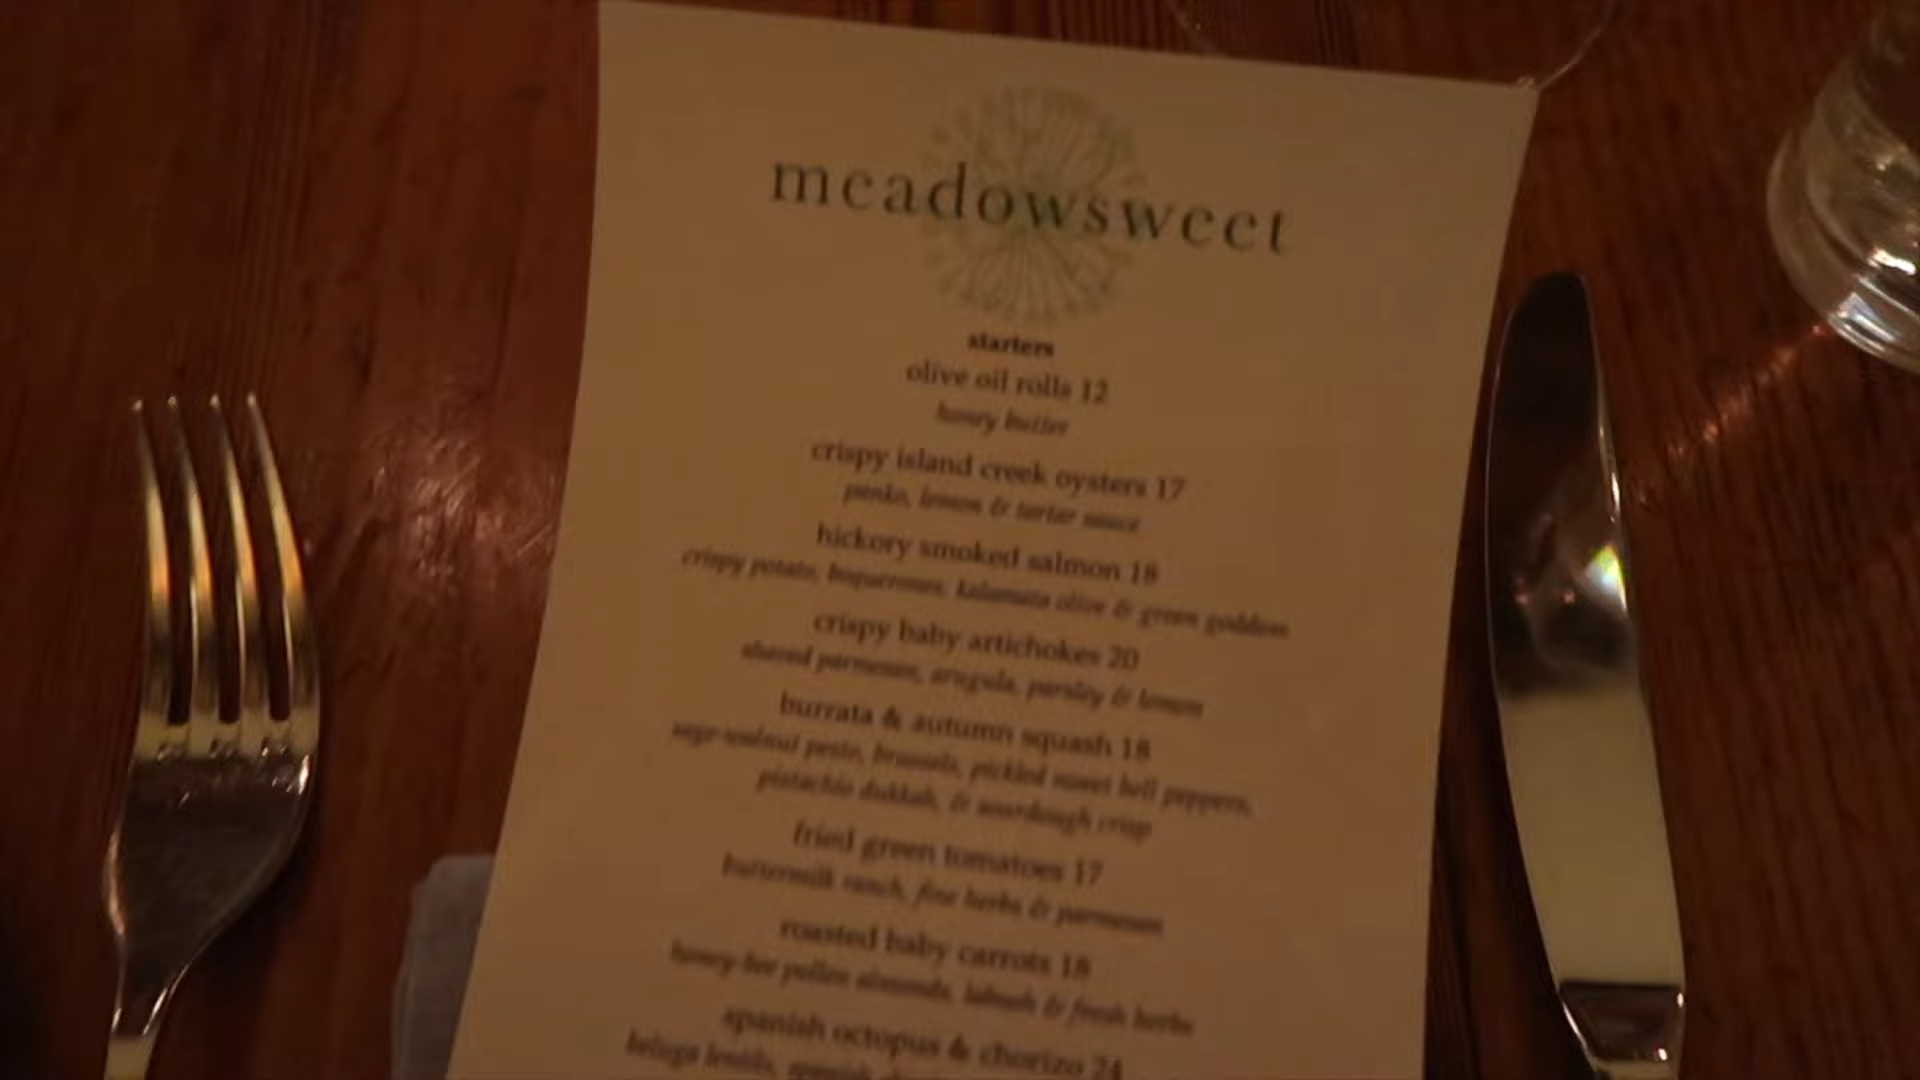 meadowsweet
starters
olive oil rolls 12
honey butter
crispy island creek oysters 17
panko, lemon & tartar sauce
hickory smoked salmon 18
crispy potato, boquerones, kalamata olive & green goddess
crispy baby artichokes 20
shaved parmesan, arugula, parsley & lemon
burrata & autumn squash 18
sage-walnut pesto, brussels, pickled sweet bell peppers,
pistachio dukkah, & sourdough crisp
fried green tomatoes 17
buttermilk ranch, fine herbs & parmesan
roasted baby carrots 18
honey-bee pollen almonds, labneh & fresh herbs
spanish octopus & chorizo 24
beluga lentils, spanish